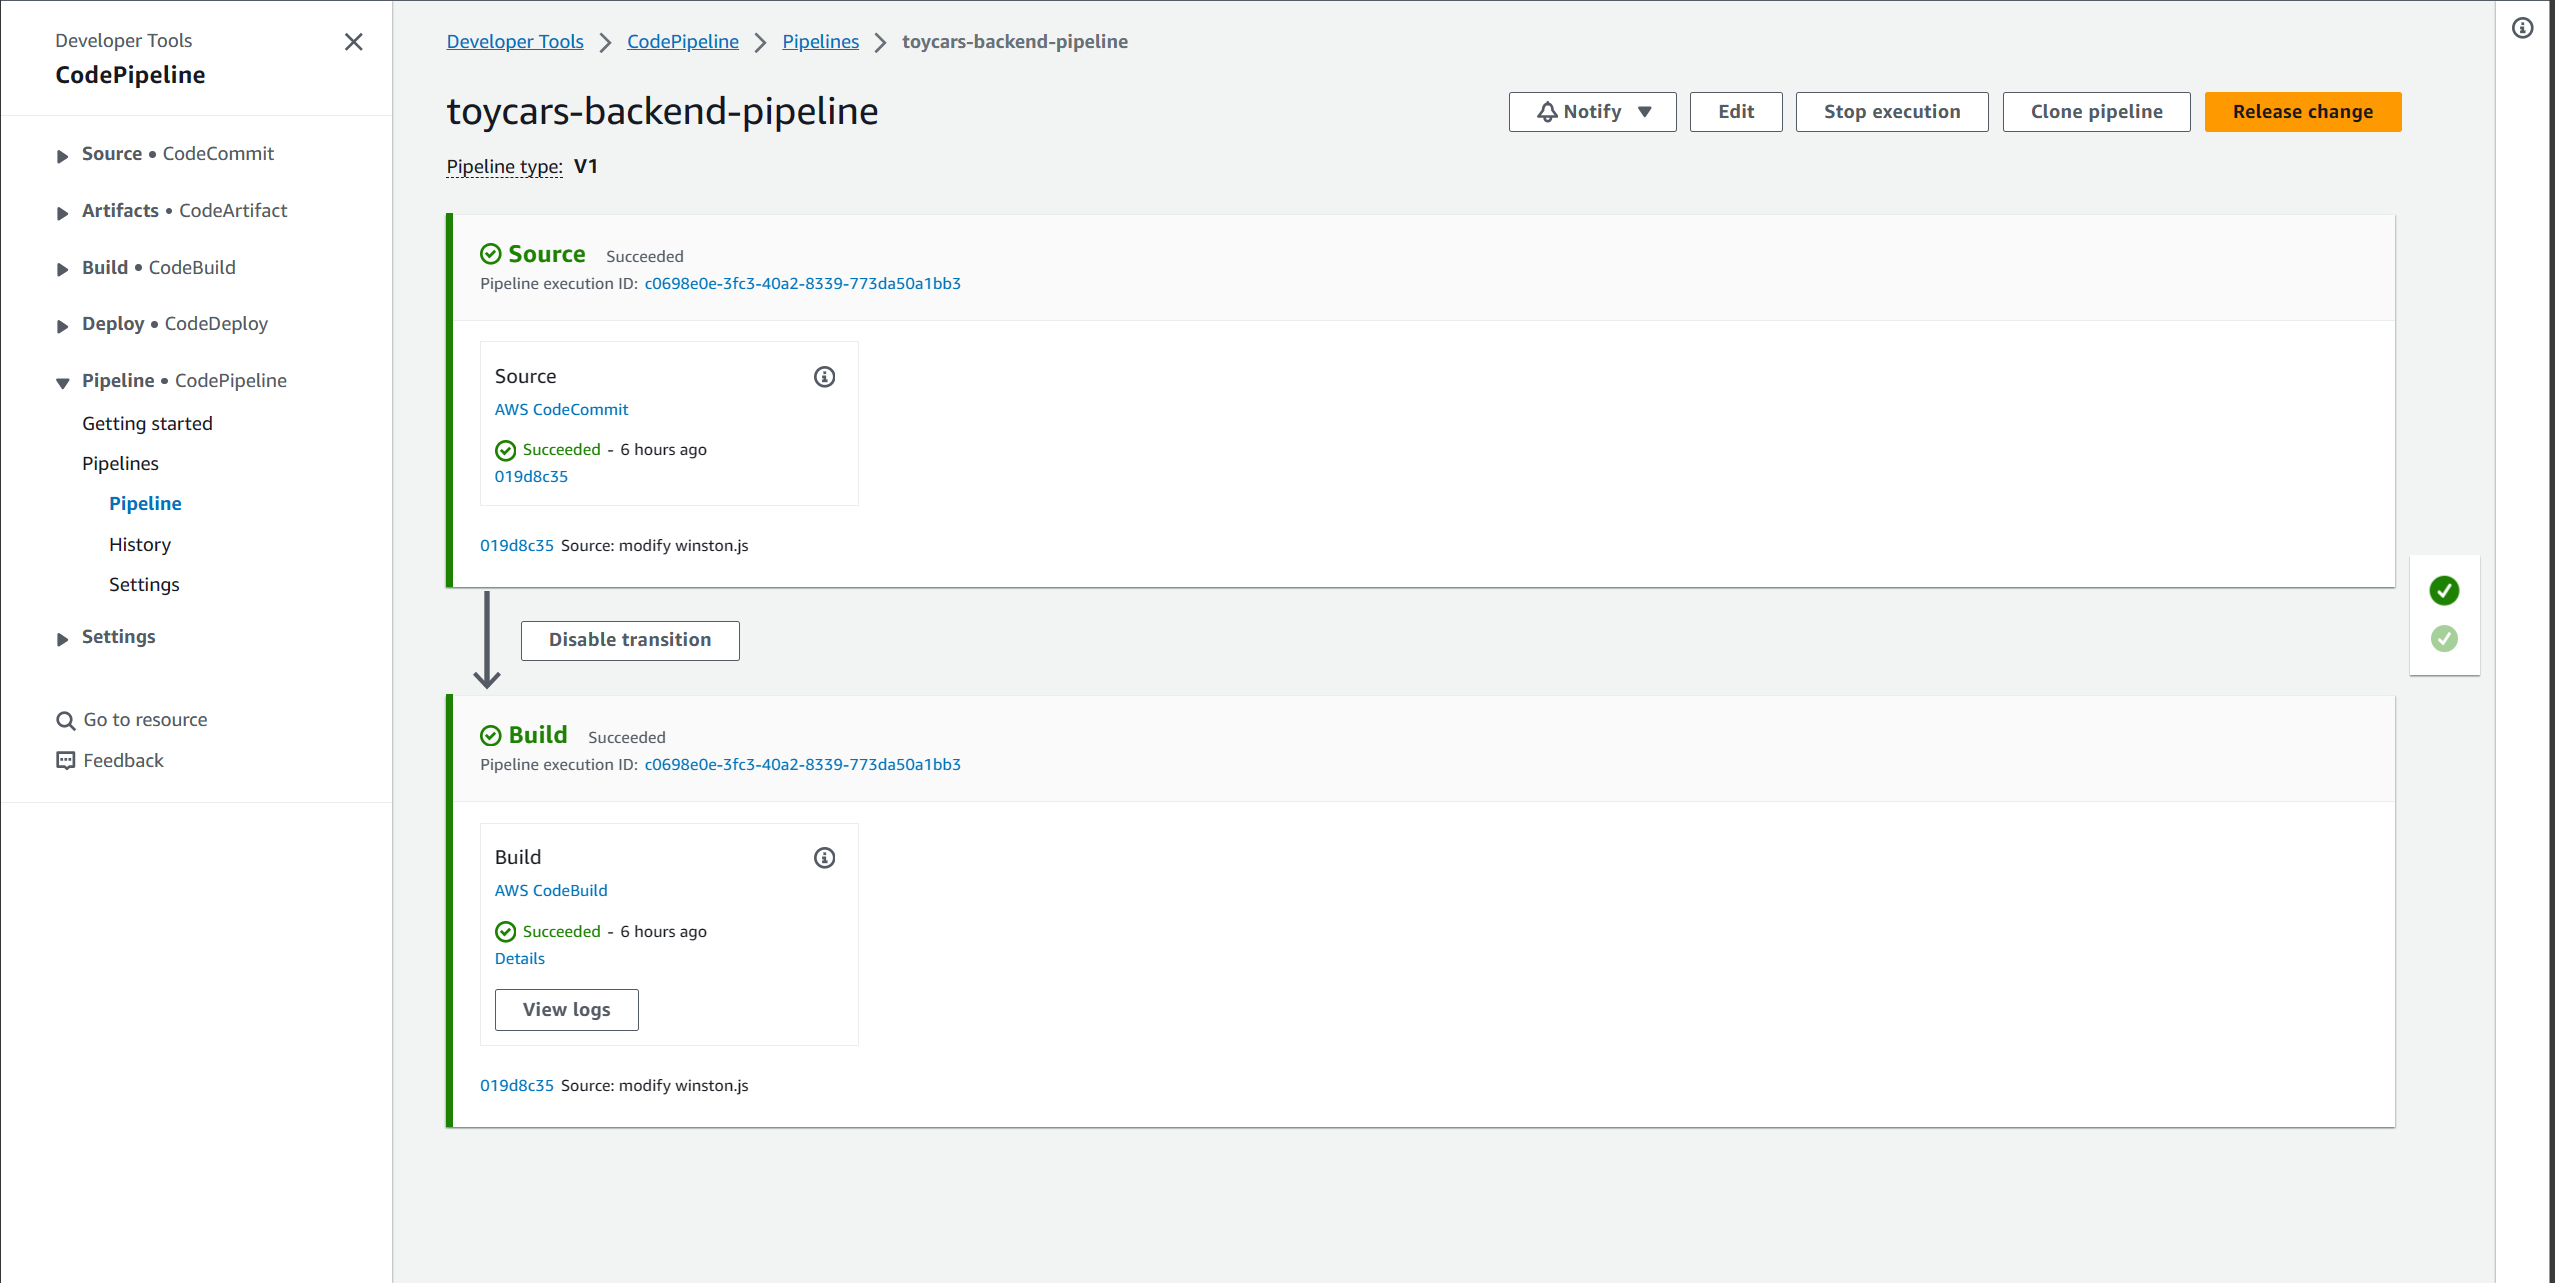 Developer Tools
CodePipeline
Source • CodeCommit
Artifacts • CodeArtifact
Build • CodeBuild
Deploy • CodeDeploy
Pipeline • CodePipeline
Getting started
Pipelines
Pipeline
History
Settings
Settings
Go to resource
Feedback
Developer Tools > CodePipeline > Pipelines > toycars-backend-pipeline
toycars-backend-pipeline
Notify
Edit
Stop execution
Clone pipeline
Release change
Pipeline type: V1
Source Succeeded
Pipeline execution ID: c0698e0e-3fc3-40a2-8339-773da50a1bb3
Source
AWS CodeCommit
Succeeded - 6 hours ago
019d8c35
019d8c35 Source: modify winston.js
Disable transition
Build Succeeded
Pipeline execution ID: c0698e0e-3fc3-40a2-8339-773da50a1bb3
Build
AWS CodeBuild
Succeeded - 6 hours ago
Details
View logs
019d8c35 Source: modify winston.js